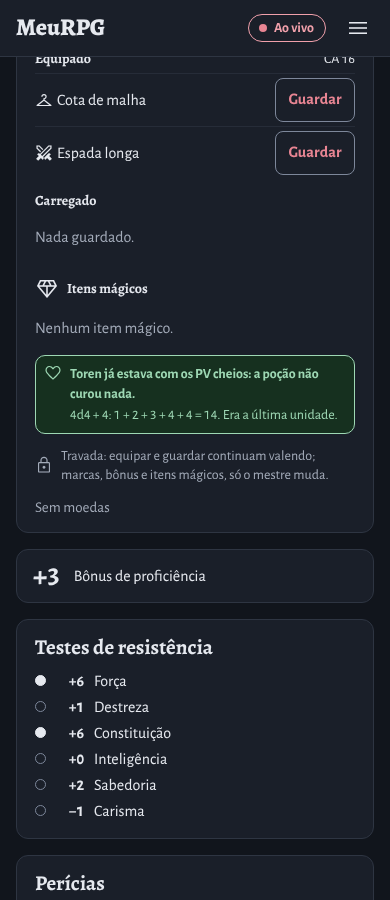 MeuRPG
Ao vivo
Equipado
CA 16
Cota de malha
Guardar
Espada longa
Guardar
Carregado
Nada guardado.
Itens mágicos
Nenhum item mágico.
Toren já estava com os PV cheios: a poção não
curou nada.
4d4 + 4: 1 + 2 + 3 + 4 + 4 = 14. Era a última unidade.
Travada: equipar e guardar continuam valendo;
marcas, bônus e itens mágicos, só o mestre muda.
Sem moedas
+3 Bônus de proficiência
Testes de resistência
+6 Força
+1 Destreza
+6 Constituição
+0 Inteligência
+2 Sabedoria
−1 Carisma
Perícias